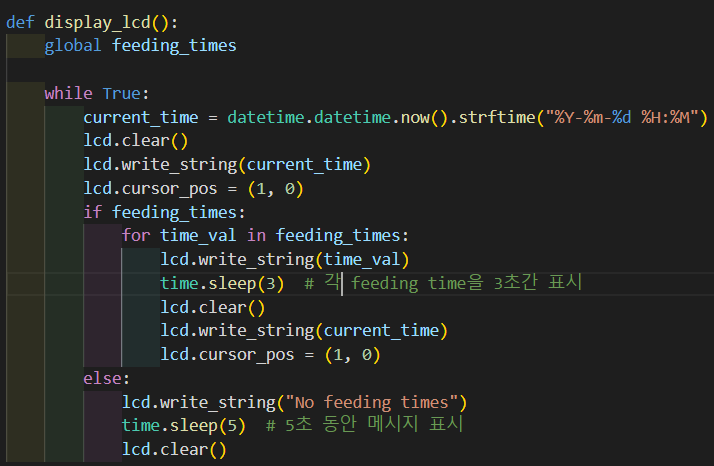 def display_lcd():
    global feeding_times

    while True:
        current_time = datetime.datetime.now().strftime("%Y-%m-%d %H:%M")
        lcd.clear()
        lcd.write_string(current_time)
        lcd.cursor_pos = (1, 0)
        if feeding_times:
            for time_val in feeding_times:
                lcd.write_string(time_val)
                time.sleep(3)  # 각 feeding time을 3초간 표시
                lcd.clear()
                lcd.write_string(current_time)
                lcd.cursor_pos = (1, 0)
        else:
            lcd.write_string("No feeding times")
            time.sleep(5)  # 5초 동안 메시지 표시
            lcd.clear()